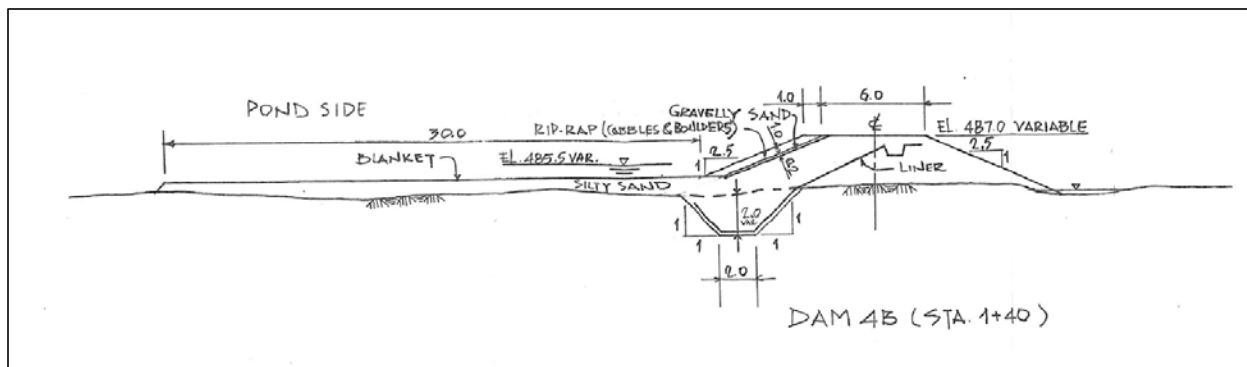 1.0
6.0
POND SIDE
GRAVELLY SAND
30.0
RIP-RAP (COBBLES & BOULDERS)
1.0
EL. 487.0 VARIABLE
EL. 485.5 VAR.
2.5
1
2.5
1
BLANKET
LINER
SILTY SAND
2.0
VAR.
1
1
1
1
2.0
DAM 4B (STA. 1+40)